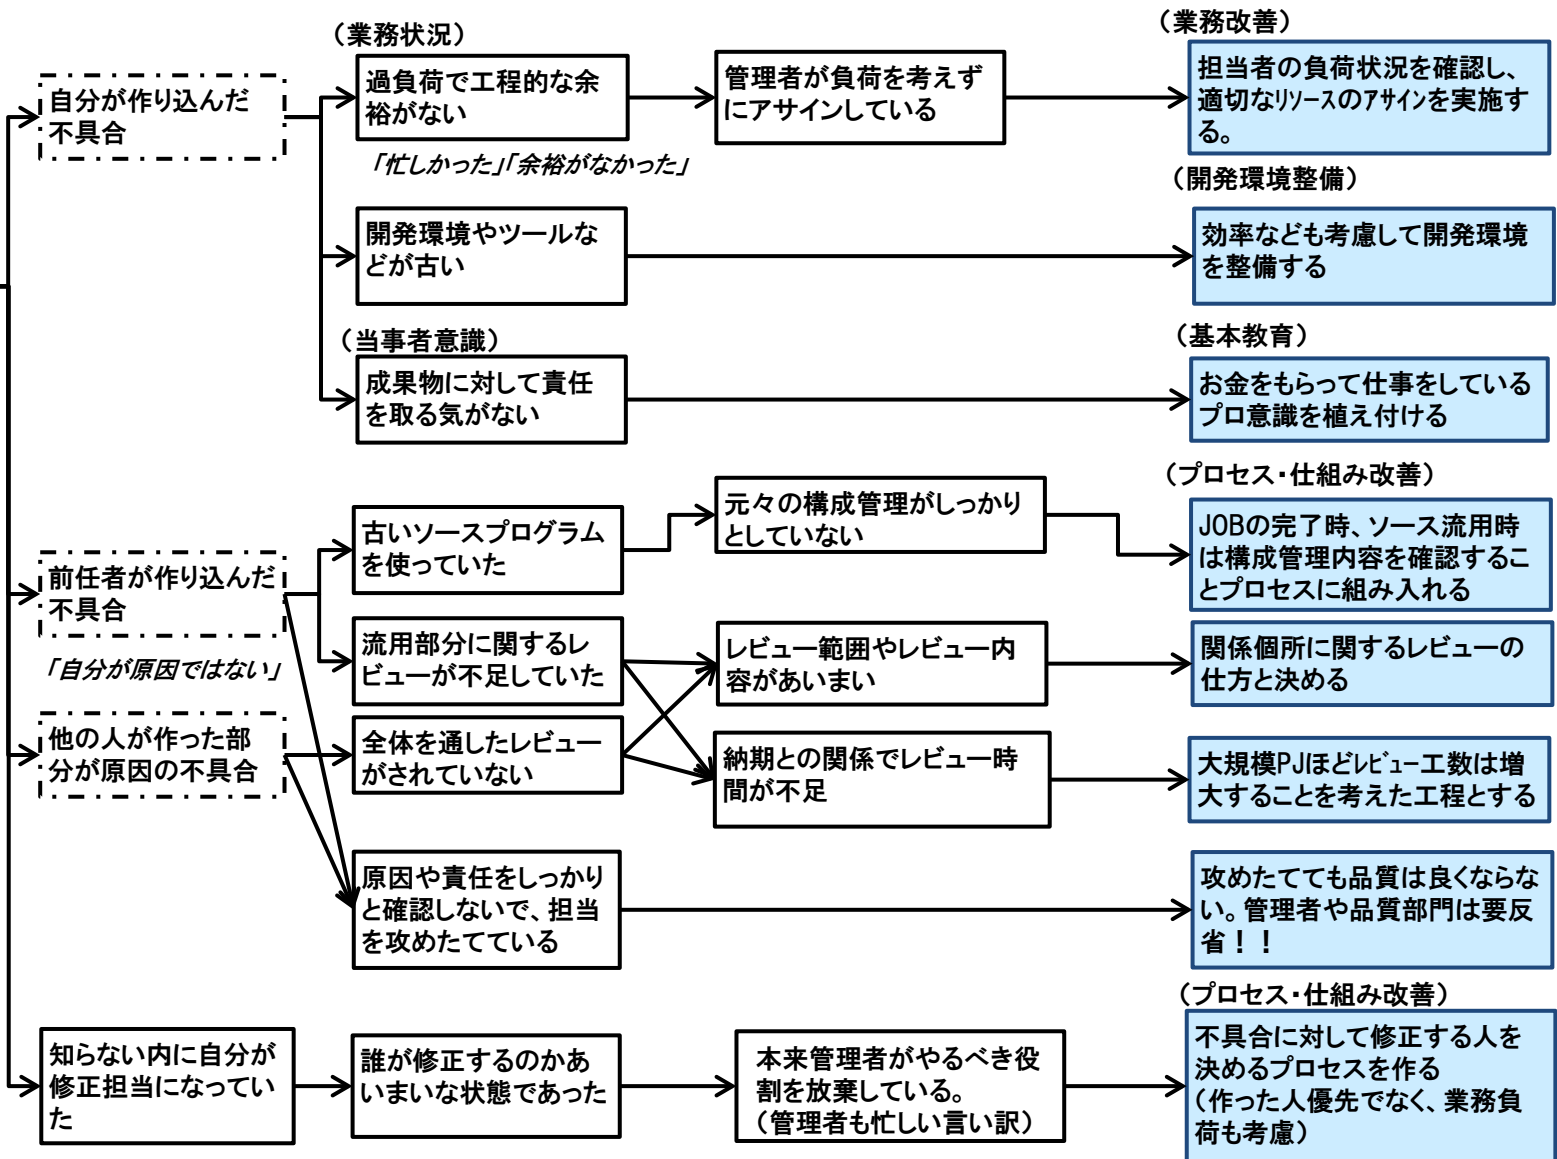 （業務状況）
（業務改善）
自分が作り込んだ
不具合
過負荷で工程的な余
裕がない
管理者が負荷を考えず
にアサインしている
担当者の負荷状況を確認し、
適切なﾘｿｰｽのｱｻｲﾝを実施す
る。
「忙しかった」「余裕がなかった」
（開発環境整備）
開発環境やツールな
どが古い
効率なども考慮して開発環境
を整備する
（当事者意識）
（基本教育）
成果物に対して責任
を取る気がない
お金をもらって仕事をしている
プロ意識を植え付ける
（プロセス・仕組み改善）
前任者が作り込んだ
不具合
「自分が原因ではない」
古いソースプログラム
を使っていた
元々の構成管理がしっかり
としていない
JOBの完了時、ソース流用時
は構成管理内容を確認するこ
とプロセスに組み入れる
流用部分に関するレ
ビューが不足していた
レビュー範囲やレビュー内
容があいまい
関係個所に関するレビューの
仕方と決める
他の人が作った部
分が原因の不具合
全体を通したレビュー
がされていない
納期との関係でレビュー時
間が不足
大規模PJほどﾚﾋﾞｭｰ工数は増
大することを考えた工程とする
原因や責任をしっかり
と確認しないで、担当
を攻めたてている
攻めたてても品質は良くならな
い。管理者や品質部門は要反
省！！
（プロセス・仕組み改善）
知らない内に自分が
修正担当になってい
た
誰が修正するのかあ
いまいな状態であった
本来管理者がやるべき役
割を放棄している。
（管理者も忙しい言い訳）
不具合に対して修正する人を
決めるプロセスを作る
（作った人優先でなく、業務負
荷も考慮）